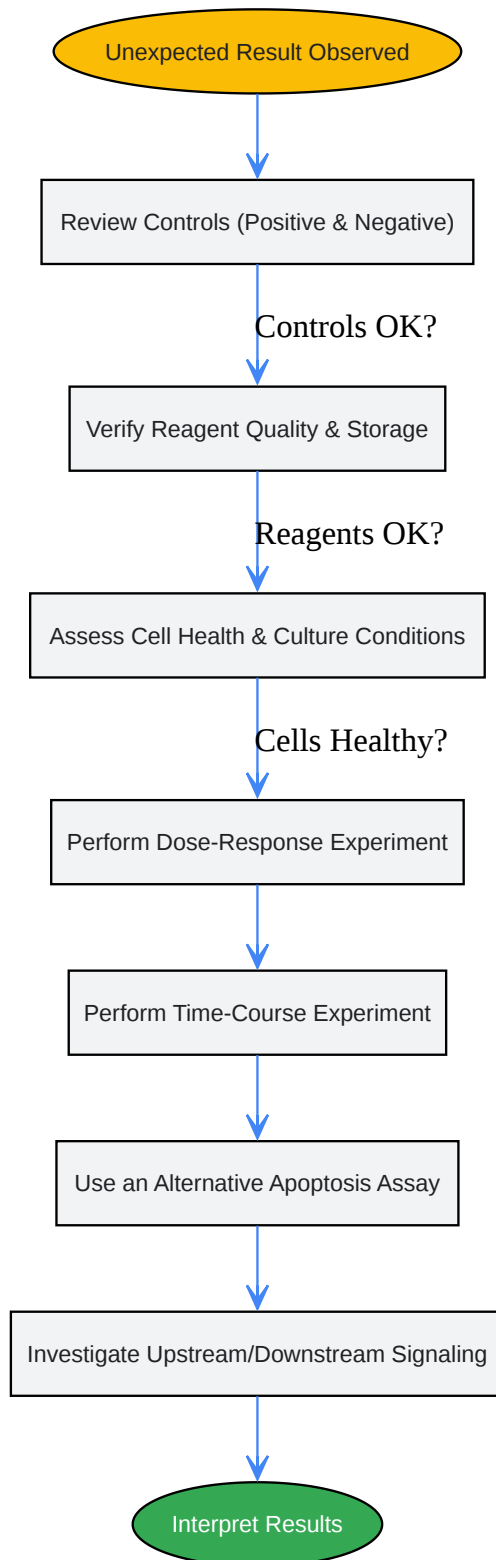 Unexpected Result Observed
Review Controls (Positive & Negative)
Controls OK?
Verify Reagent Quality & Storage
Reagents OK?
Assess Cell Health & Culture Conditions
Cells Healthy?
Perform Dose-Response Experiment
Perform Time-Course Experiment
Use an Alternative Apoptosis Assay
Investigate Upstream/Downstream Signaling
Interpret Results